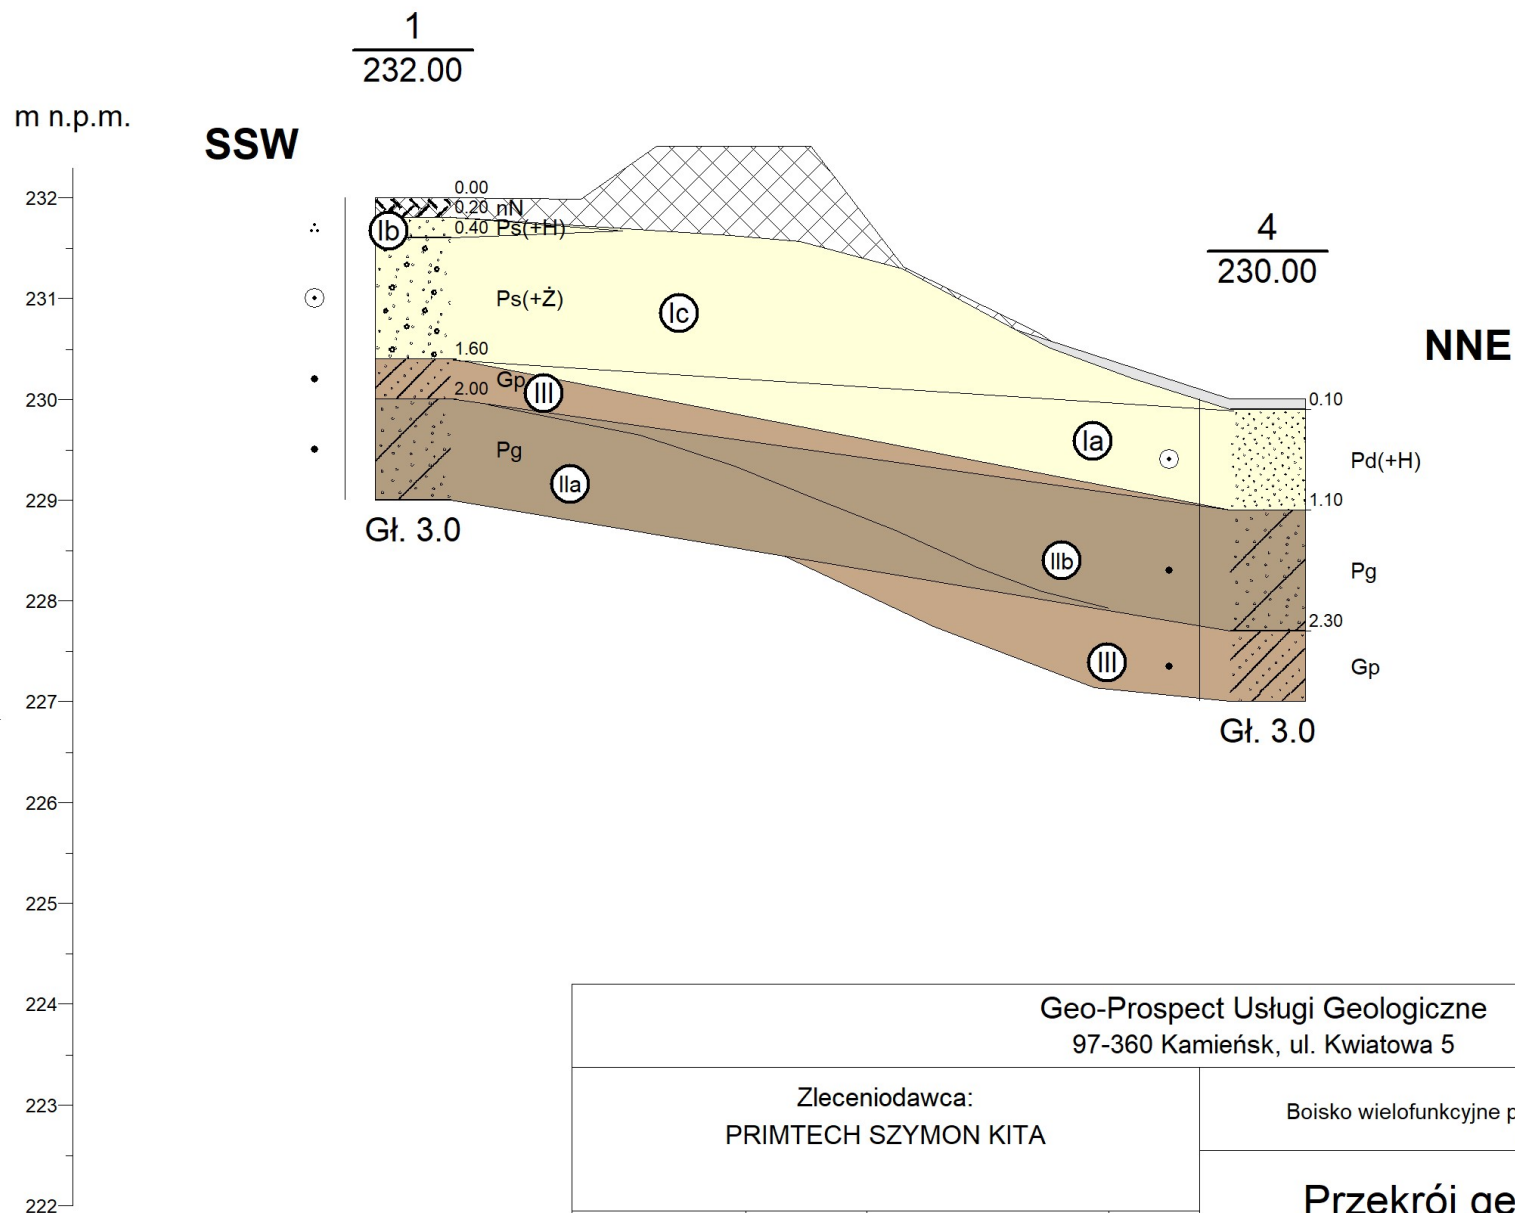 1
232.00
m n.p.m.
SSW
232
231
230
229
228
227
226
225
224
223
222
0.00
0.20 nN
0.40 Ps(+H)
Ib
Ps(+Ż)
Ic
1.60
Gp
III
2.00
Pg
IIa
Gł. 3.0
4
230.00
NNE
0.10
Ia
Pd(+H)
1.10
IIb
Pg
2.30
III
Gp
Gł. 3.0
Geo-Prospect Usługi Geologiczne
97-360 Kamieńsk, ul. Kwiatowa 5
Zleceniodawca:
PRIMTECH SZYMON KITA
Boisko wielofunkcyjne p
Przekrój ge